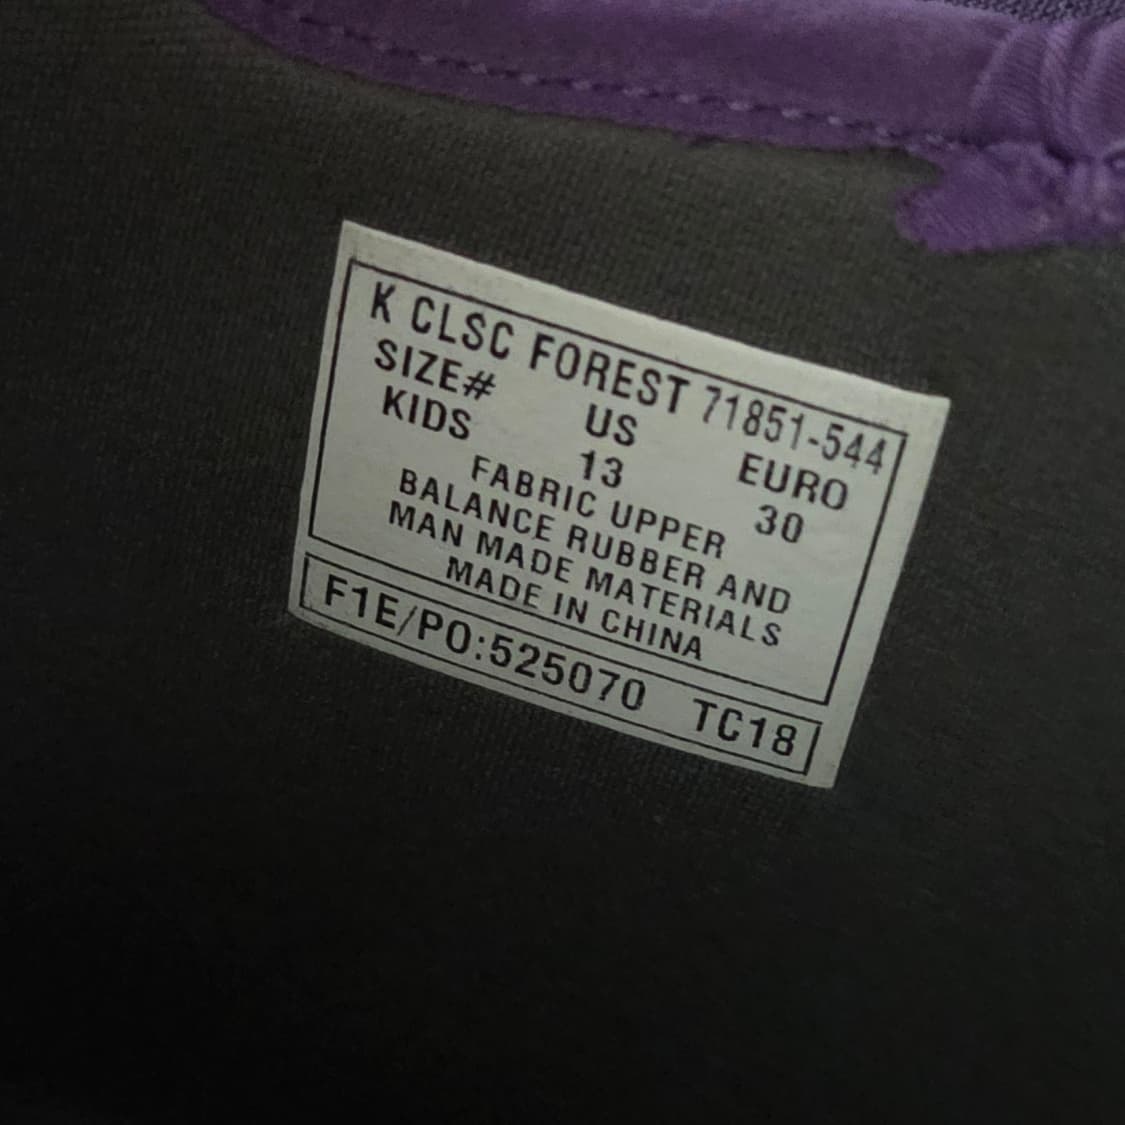 K CLSC FOREST 71851-544
SIZE# US EURO
KIDS 13 30
FABRIC UPPER
BALANCE RUBBER AND
MAN MADE MATERIALS
MADE IN CHINA
F1E/PO:525070 TC18